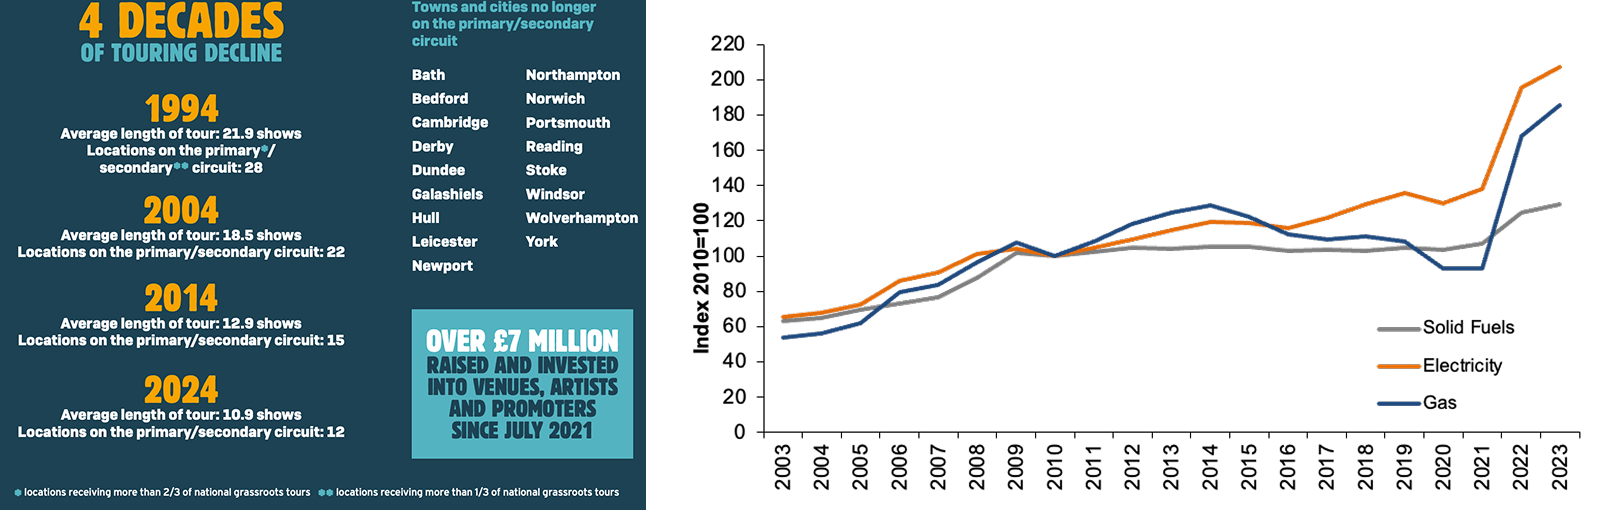 4 DECADES
OF TOURING DECLINE
1994
Average length of tour: 21.9 shows
Locations on the primary*/
secondary** circuit: 28
2004
Average length of tour: 18.5 shows
Locations on the primary/secondary circuit: 22
2014
Average length of tour: 12.9 shows
Locations on the primary/secondary circuit: 15
2024
Average length of tour: 10.9 shows
Locations on the primary/secondary circuit: 12
* locations receiving more than 2/3 of national grassroots tours ** locations receiving more than 1/3 of national grassroots tours
Towns and cities no longer
on the primary/secondary
circuit
Bath
Bedford
Cambridge
Derby
Dundee
Galashiels
Hull
Leicester
Newport
Northampton
Norwich
Portsmouth
Reading
Stoke
Windsor
Wolverhampton
York
OVER £7 MILLION
RAISED AND INVESTED
INTO VENUES, ARTISTS
AND PROMOTERS
SINCE JULY 2021
Index 2010=100
220
200
180
160
140
120
100
80
60
40
20
0
Solid Fuels
Electricity
Gas
2003
2004
2005
2006
2007
2008
2009
2010
2011
2012
2013
2014
2015
2016
2017
2018
2019
2020
2021
2022
2023